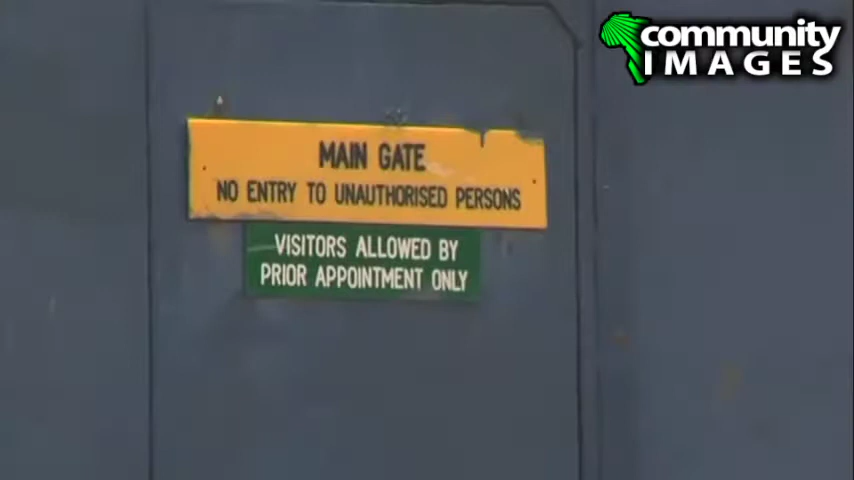 community
IMAGES
MAIN GATE
NO ENTRY TO UNAUTHORISED PERSONS
VISITORS ALLOWED BY
PRIOR APPOINTMENT ONLY